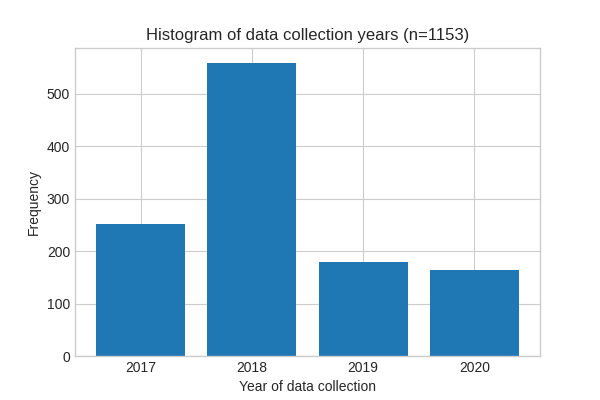 Histogram of data collection years (n=1153)
500
400
300
200
100
0
Frequency
2017 2018 2019 2020
Year of data collection